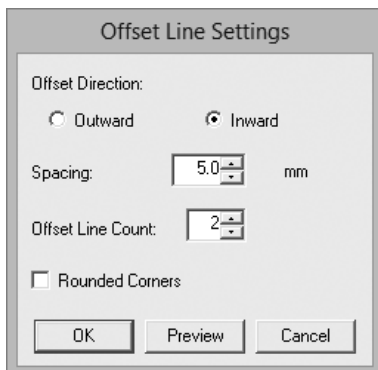 Offset Line Settings
Offset Direction:
Outward Inward
Spacing: 5.0 mm
Offset Line Count: 2
Rounded Corners
OK Preview Cancel